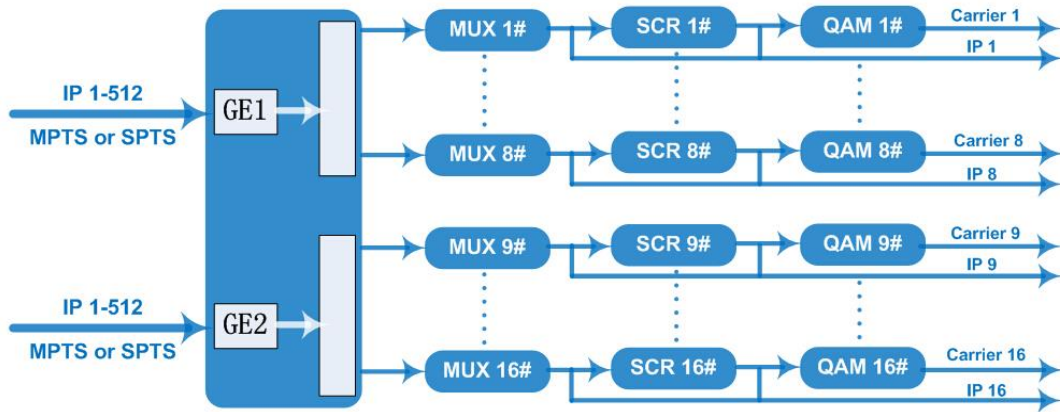 MUX 1# SCR 1# QAM 1# Carrier 1
IP 1
IP 1-512
GE1
MPTS or SPTS
MUX 8# SCR 8# QAM 8# Carrier 8
IP 8
MUX 9# SCR 9# QAM 9# Carrier 9
IP 9
IP 1-512
GE2
MPTS or SPTS
MUX 16# SCR 16# QAM 16# Carrier 16
IP 16